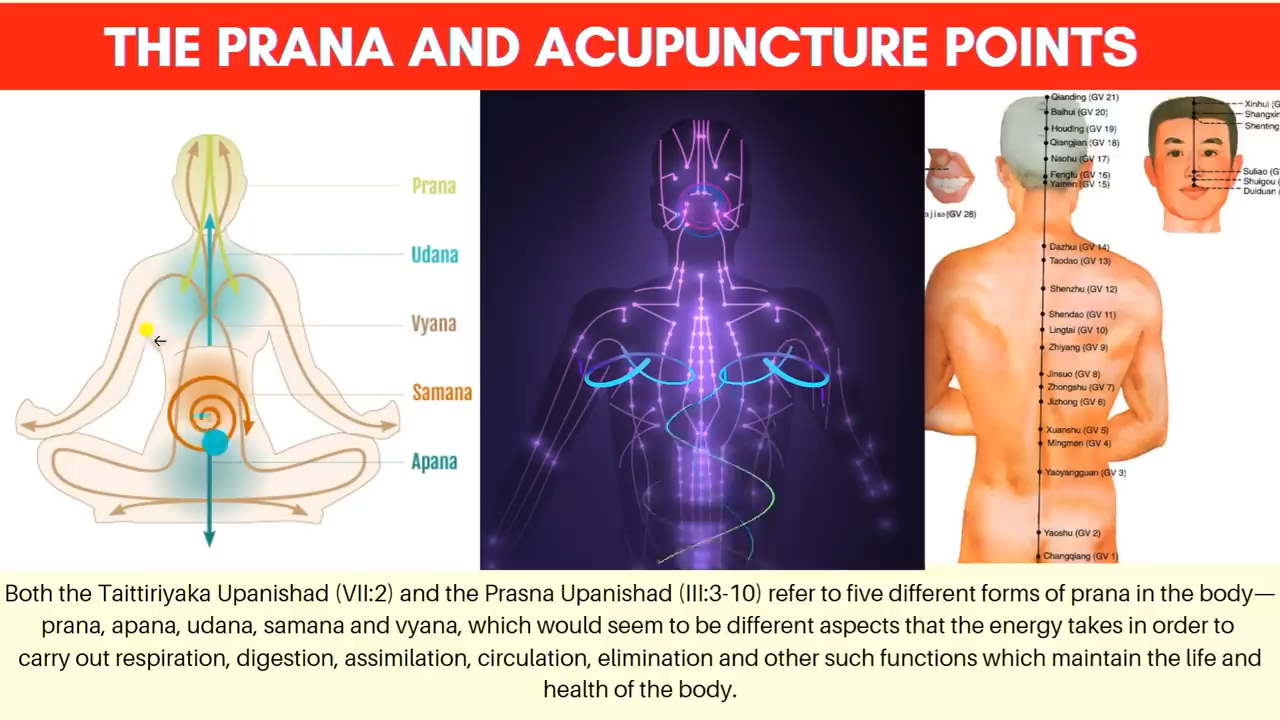 THE PRANA AND ACUPUNCTURE POINTS
Prana
Udana
Vyana
Samana
Apana
Qianding (GV 21)
Baihui (GV 20)
Houding (GV 19)
Qiangjian (GV 18)
Naohu (GV 17)
Fengfu (GV 16)
Yamen (GV 15)
Dazhui (GV 14)
Taodao (GV 13)
Shenzhu (GV 12)
Shendao (GV 11)
Lingtai (GV 10)
Zhiyang (GV 9)
Jinsuo (GV 8)
Zhongshu (GV 7)
Jizhong (GV 6)
Xuanshu (GV 5)
Mingmen (GV 4)
Yaoyangguan (GV 3)
Yaoshu (GV 2)
Changqiang (GV 1)
(GV 28)
Xinhui
Shenting
Suliao
Shuigou
Duiduan
Both the Taittiriyaka Upanishad (VII:2) and the Prasna Upanishad (III:3-10) refer to five different forms of prana in the body—
prana, apana, udana, samana and vyana, which would seem to be different aspects that the energy takes in order to
carry out respiration, digestion, assimilation, circulation, elimination and other such functions which maintain the life and
health of the body.